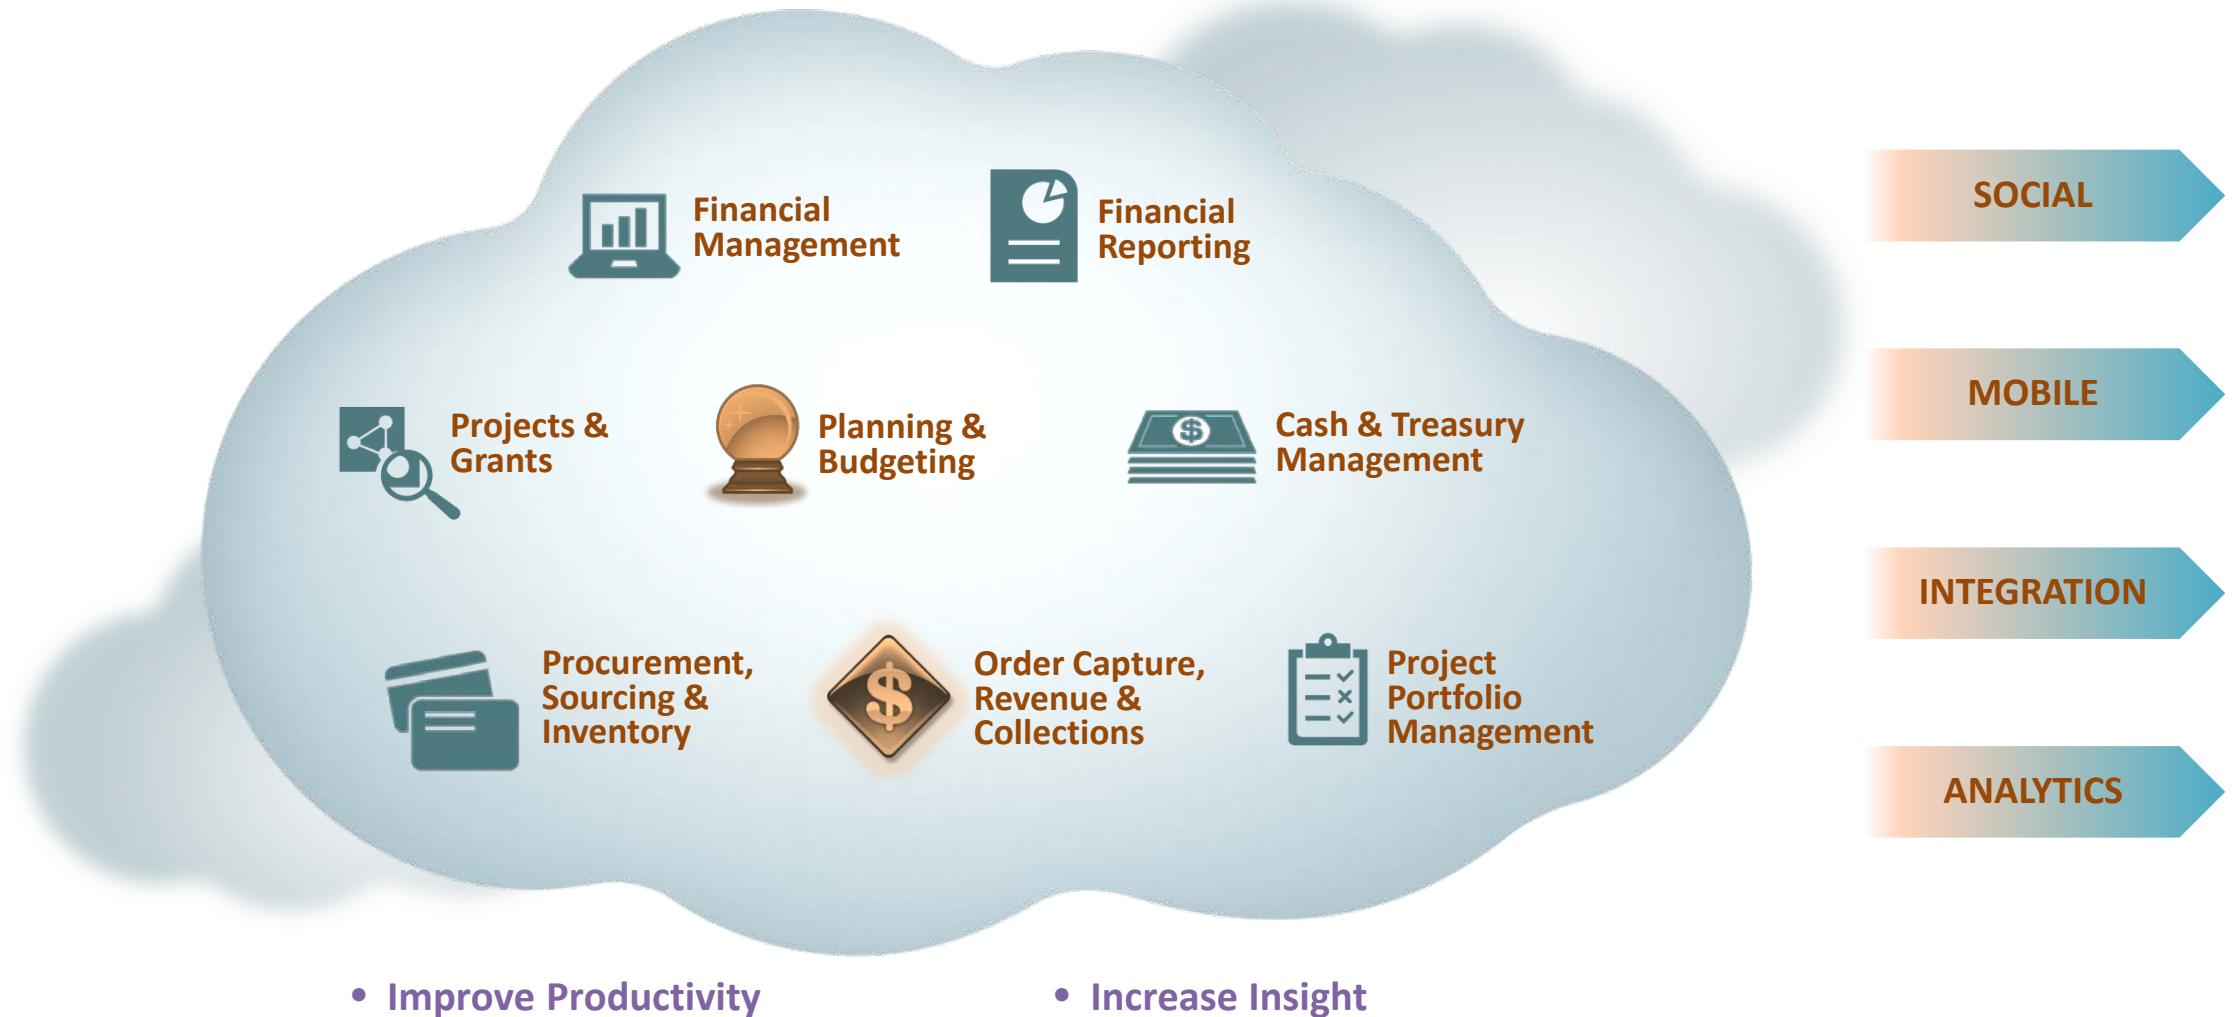 Financial
Management
Financial
Reporting
SOCIAL
Projects &
Grants
Planning &
Budgeting
Cash & Treasury
Management
MOBILE
Procurement,
Sourcing &
Inventory
Order Capture,
Revenue &
Collections
Project
Portfolio
Management
INTEGRATION
ANALYTICS
• Improve Productivity
• Increase Insight